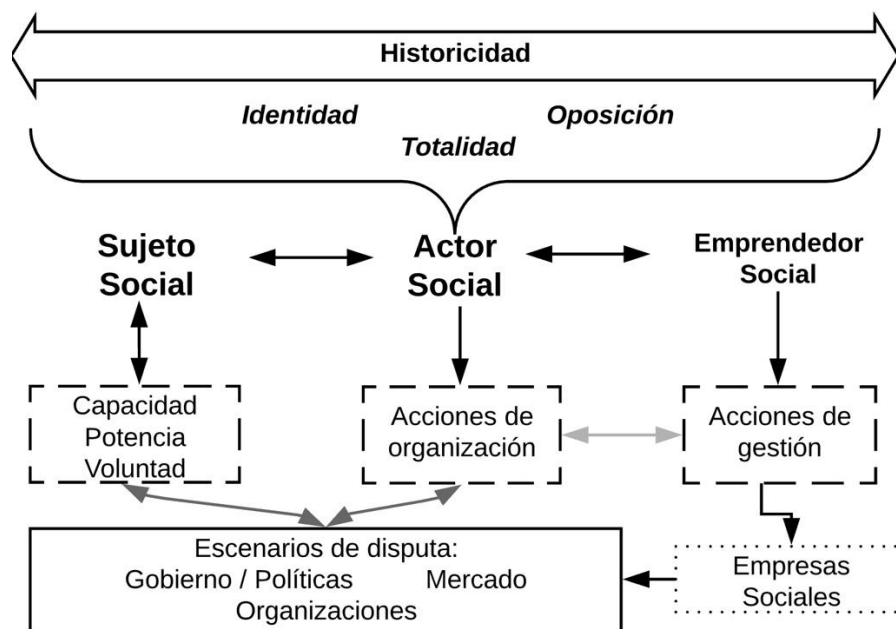 Historicidad
Identidad
Oposición
Totalidad
Sujeto
Social
Actor
Social
Emprendedor
Social
Capacidad
Potencia
Voluntad
Acciones de
organización
Acciones de
gestión
Escenarios de disputa:
Gobierno / Políticas Mercado
Organizaciones
Empresas
Sociales